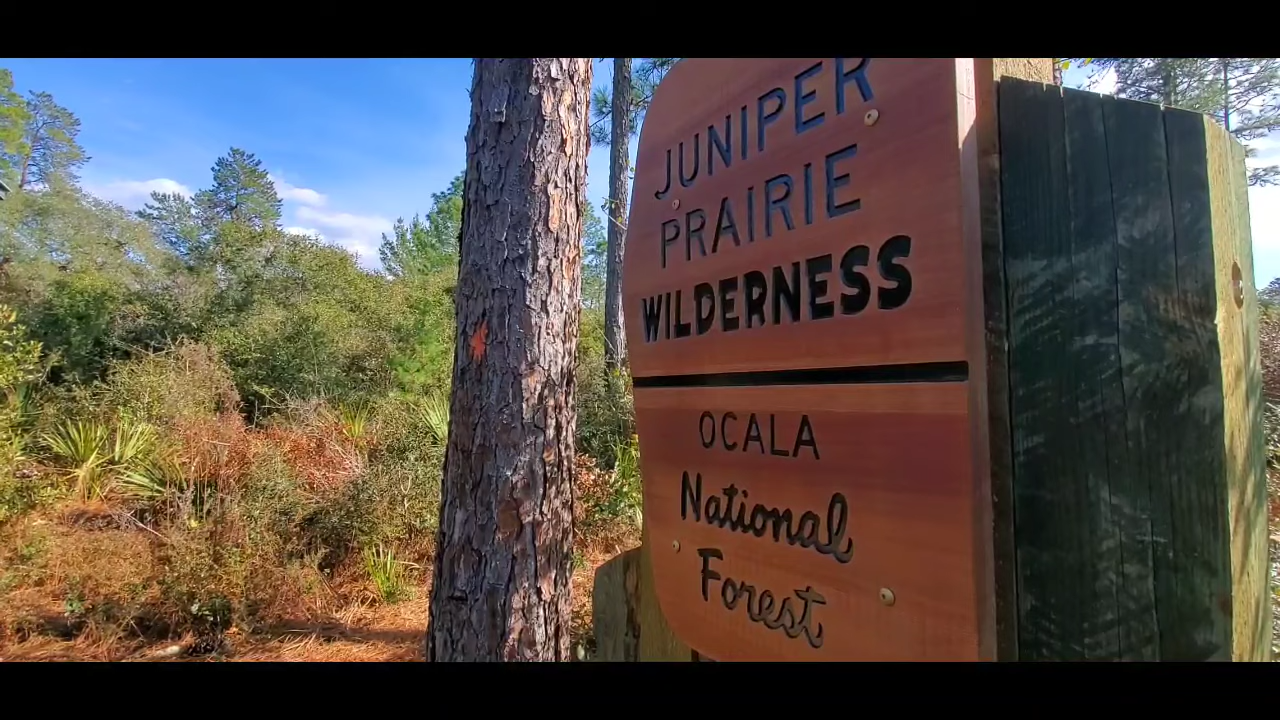 JUNIPER
PRAIRIE
WILDERNESS
OCALA
National
Forest